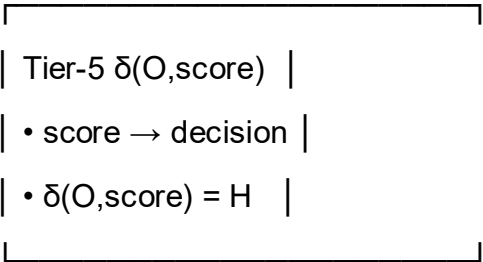 Tier-5 δ(O,score)
• score → decision
• δ(O,score) = H